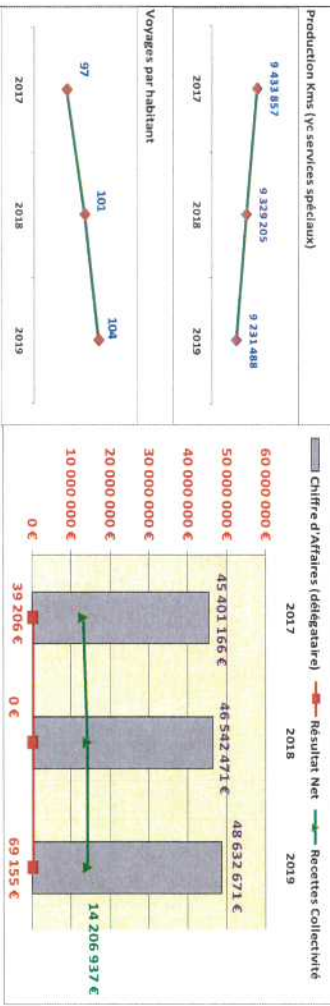 Production Kms (yc services spéciaux)
9 433 857
9 329 205
9 231 488
2017
2018
2019
Voyages par habitant
97
101
104
2017
2018
2019
Chiffre d'Affaires (délégataire)
Résultat Net
Recettes Collectivité
2017
2018
2019
60 000 000 €
50 000 000 €
40 000 000 €
30 000 000 €
20 000 000 €
10 000 000 €
0 €
45 401 166 €
46 542 471 €
48 632 671 €
14 206 937 €
39 206 €
0 €
69 155 €